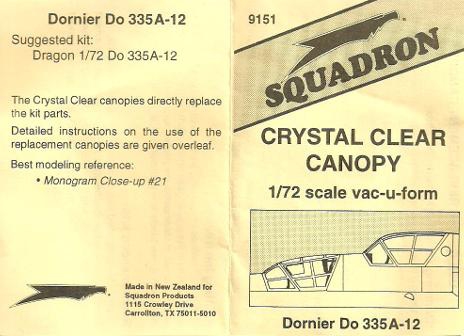 Dornier Do 335A-12
Suggested kit:
Dragon 1/72 Do 335A-12
The Crystal Clear canopies directly replace
the kit parts.
Detailed instructions on the use of the
replacement canopies are given overleaf.
Best modeling reference:
• Monogram Close-up #21
Made in New Zealand for
Squadron Products
1115 Crowley Drive
Carrollton, TX 75011-5010
9151
SQUADRON
CRYSTAL CLEAR
CANOPY
1/72 scale vac-u-form
Dornier Do 335A-12